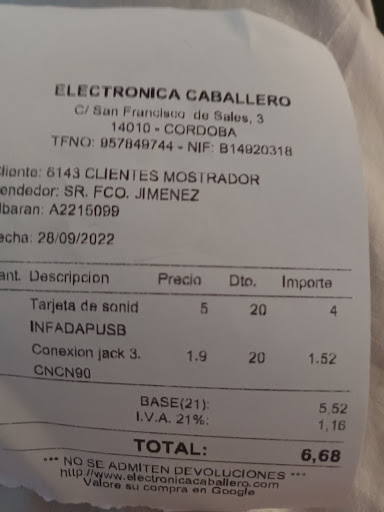 ELECTRONICA CABALLERO
C/ San Francisco de Sales, 3
14010 - CORDOBA
TFNO: 957849744 - NIF: B14920318
liente: 6143 CLIENTES MOSTRADOR
endedor: SR. FCO. JIMENEZ
lbaran: A2215099
echa: 28/09/2022
ant. Descripcion Precio Dto. Importe
Tarjeta de sonid 5 20 4
INFADAPUSB
Conexion jack 3. 1.9 20 1.52
CNCN90
BASE(21): 5,52
I.V.A. 21%: 1,16
TOTAL: 6,68
*** NO SE ADMITEN DEVOLUCIONES ***
http://www.electronicacaballero.com
Valore su compra en Google